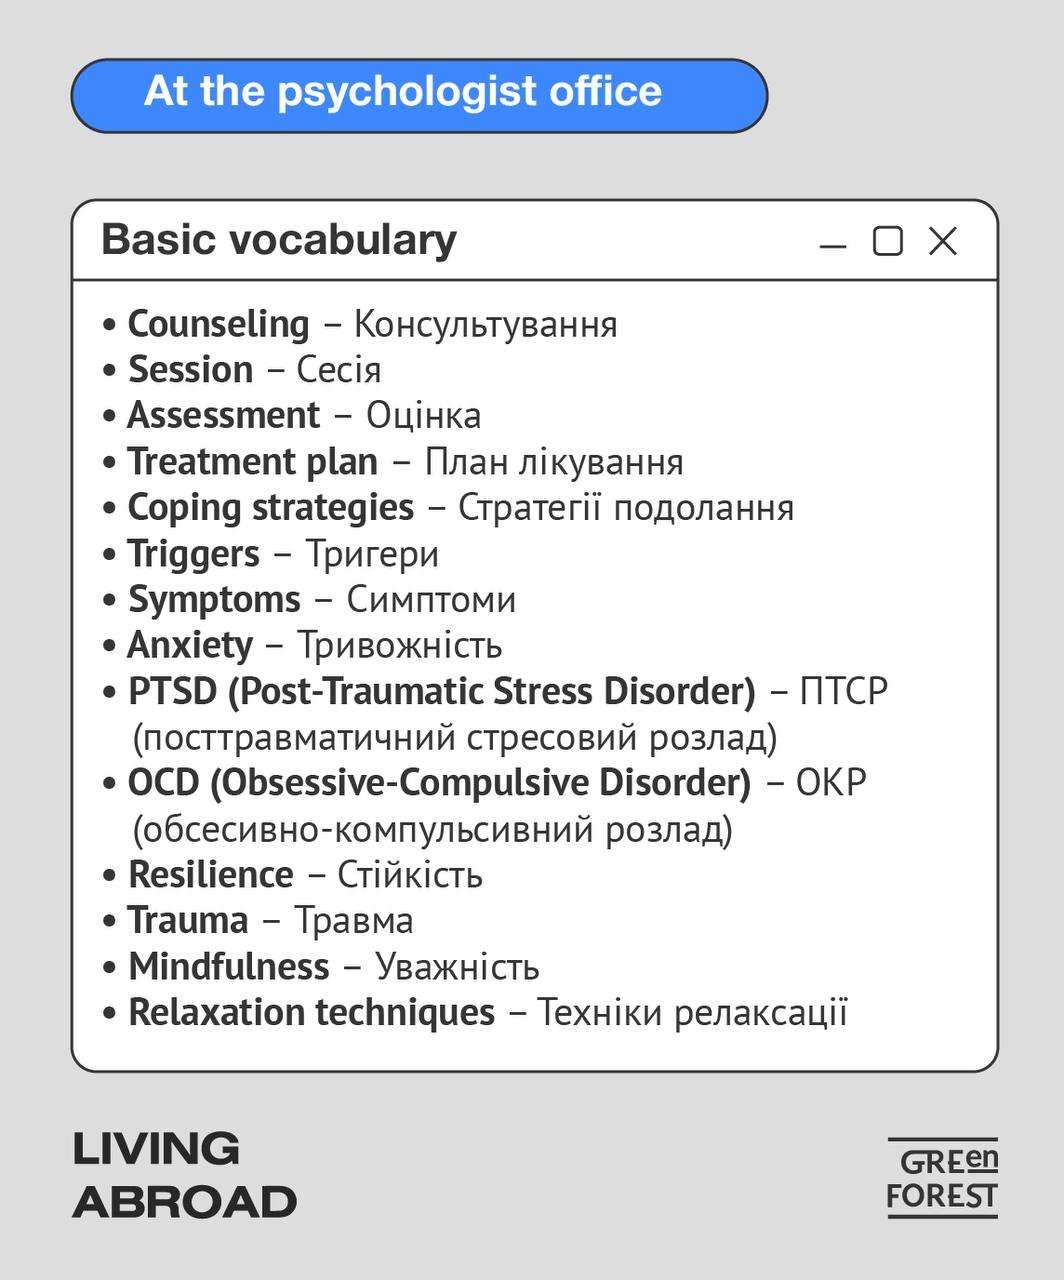 At the psychologist office
Basic vocabulary
• Counseling – Консультування
• Session – Сесія
• Assessment – Оцінка
• Treatment plan – План лікування
• Coping strategies – Стратегії подолання
• Triggers – Тригери
• Symptoms – Симптоми
• Anxiety – Тривожність
• PTSD (Post-Traumatic Stress Disorder) – ПТСР
(посттравматичний стресовий розлад)
• OCD (Obsessive-Compulsive Disorder) – ОКР
(обсесивно-компульсивний розлад)
• Resilience – Стійкість
• Trauma – Травма
• Mindfulness – Уважність
• Relaxation techniques – Техніки релаксації
LIVING
ABROAD
GREen
FOREST